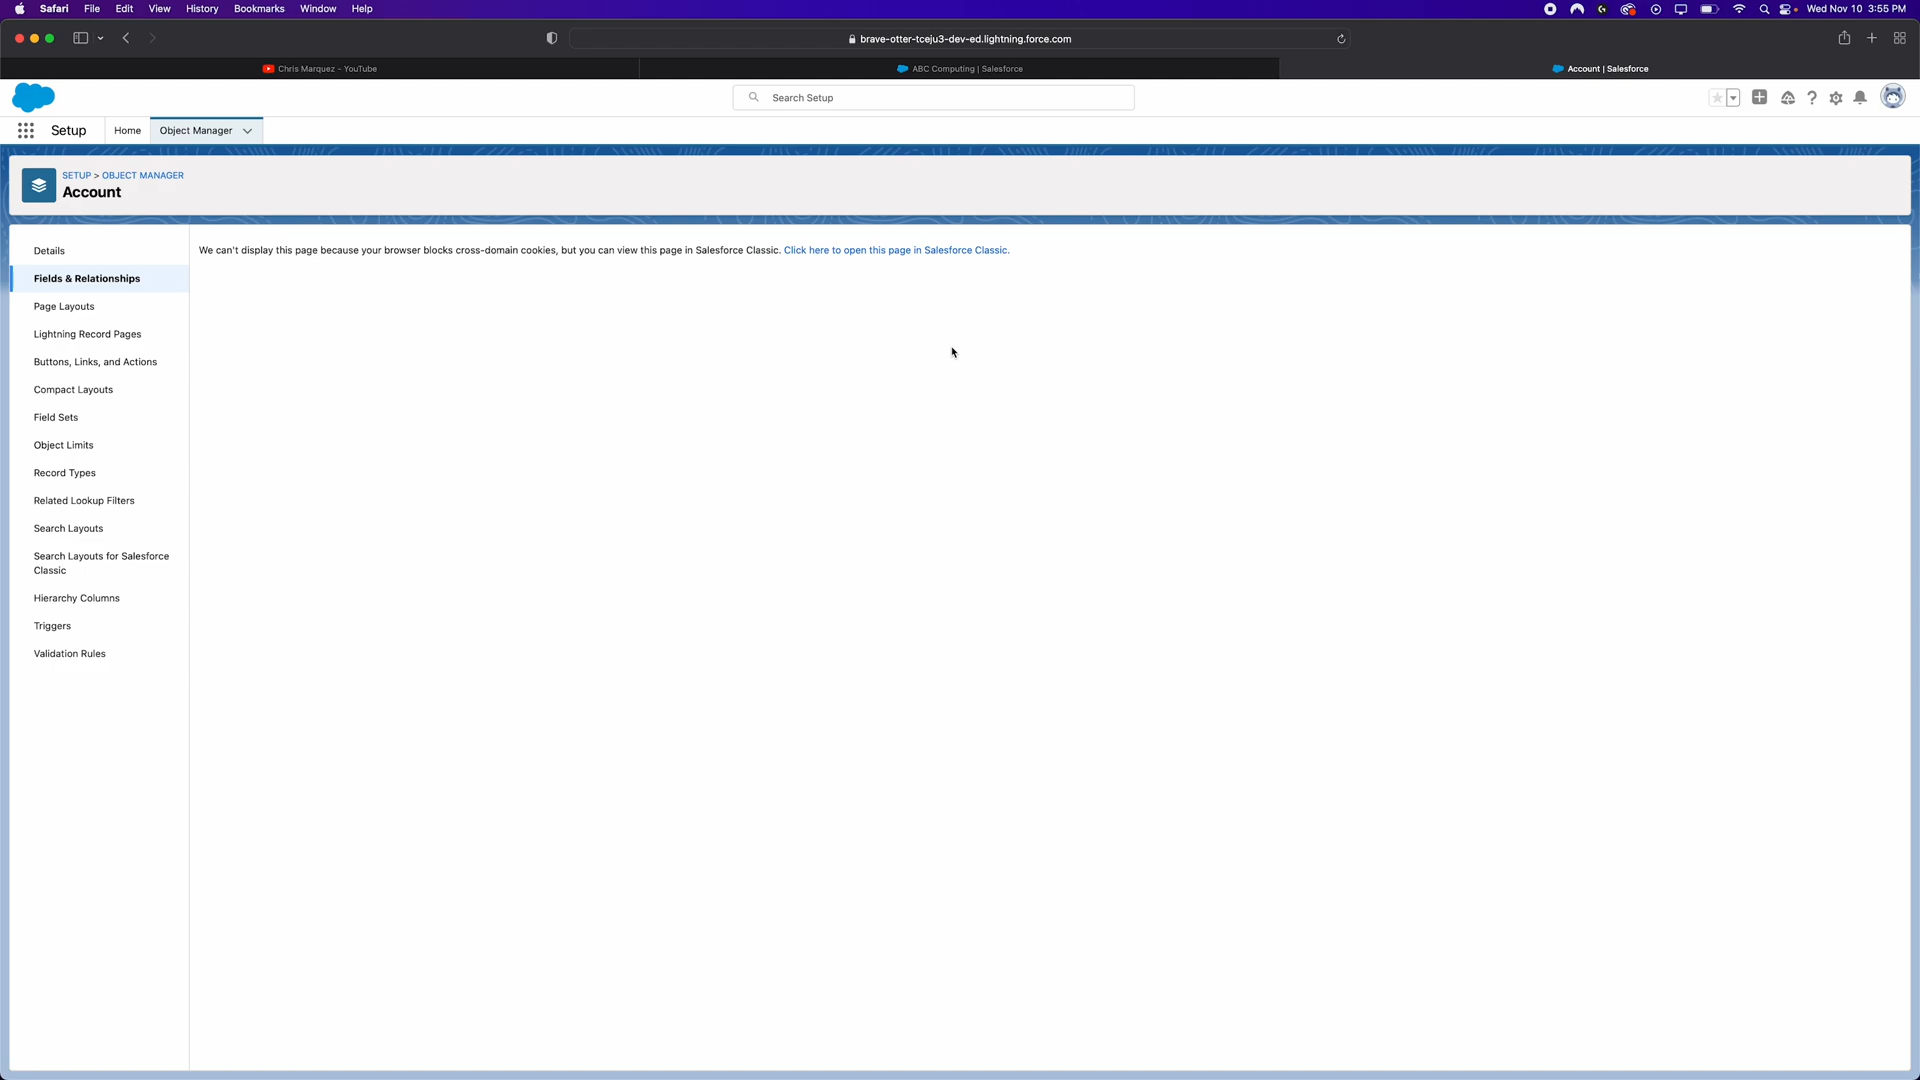 Safari File Edit View History Bookmarks Window Help Wed Nov 10 3:55 PM
brave-otter-tceju3-dev-ed.lightning.force.com
Chris Marquez - YouTube
ABC Computing | Salesforce
Account | Salesforce
Search Setup
Setup Home Object Manager
SETUP > OBJECT MANAGER
Account
Details
We can't display this page because your browser blocks cross-domain cookies, but you can view this page in Salesforce Classic. Click here to open this page in Salesforce Classic.
Fields & Relationships
Page Layouts
Lightning Record Pages
Buttons, Links, and Actions
Compact Layouts
Field Sets
Object Limits
Record Types
Related Lookup Filters
Search Layouts
Search Layouts for Salesforce
Classic
Hierarchy Columns
Triggers
Validation Rules